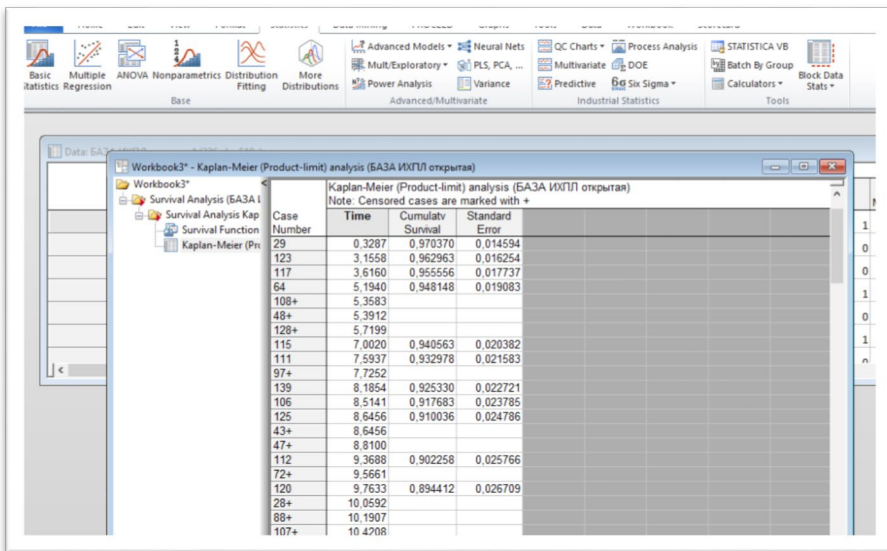 Advanced Models Neural Nets QC Charts Process Analysis STATISTICA VB
Mult/Exploratory PLS, PCA, ... Multivariate DOE Batch By Group
Power Analysis Variance Predictive 6σ Six Sigma Calculators
Basic Statistics Multiple Regression ANOVA Nonparametrics Distribution Fitting More Distributions Block Data Stats
Base Advanced/Multivariate Industrial Statistics Tools
Workbook3* - Kaplan-Meier (Product-limit) analysis (БАЗА ИХПЛ открытая)
Workbook3*
Survival Analysis (БАЗА
Survival Analysis Kap
Survival Function
Kaplan-Meier (Pro
Kaplan-Meier (Product-limit) analysis (БАЗА ИХПЛ открытая)
Note: Censored cases are marked with +
Case Number Time Cumulatv Survival Standard Error
29 0,3287 0,970370 0,014594
123 3,1558 0,962963 0,016254
117 3,6160 0,955556 0,017737
64 5,1940 0,948148 0,019083
108+ 5,3583
48+ 5,3912
128+ 5,7199
115 7,0020 0,940563 0,020382
111 7,5937 0,932978 0,021583
97+ 7,7252
139 8,1854 0,925330 0,022721
106 8,5141 0,917683 0,023785
125 8,6456 0,910036 0,024786
43+ 8,6456
47+ 8,8100
112 9,3688 0,902258 0,025766
72+ 9,5661
120 9,7633 0,894412 0,026709
28+ 10,0592
88+ 10,1907
107+ 10,4208
1
0
0
1
0
1